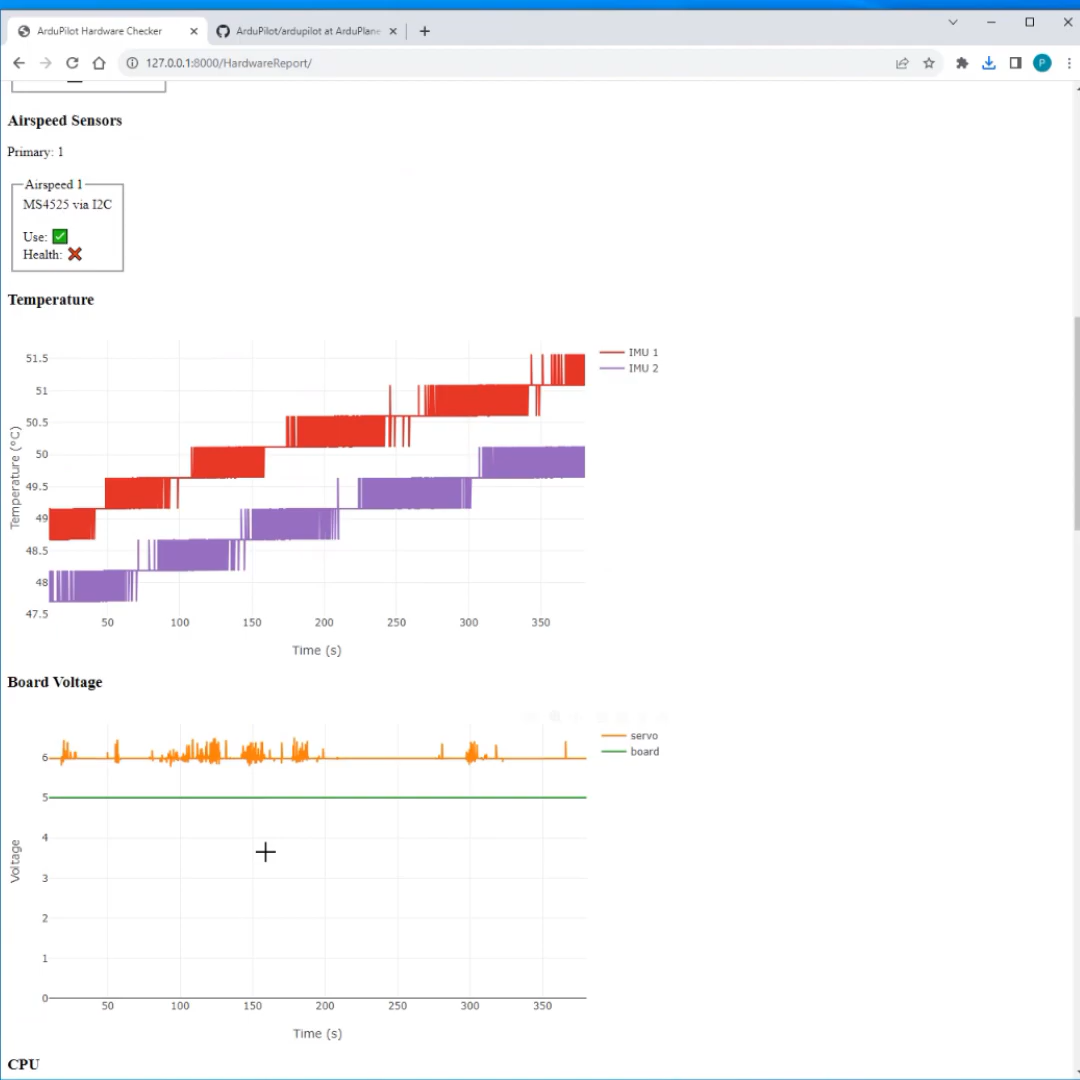 ArduPilot Hardware Checker
ArduPilot/ardupilot at ArduPlane
127.0.0.1:8000/HardwareReport/
P
Airspeed Sensors
Primary: 1
Airspeed 1
MS4525 via I2C
Use:
Health:
Temperature
IMU 1
IMU 2
51.5
51
50.5
50
49.5
49
48.5
48
47.5
Temperature (°C)
50 100 150 200 250 300 350
Time (s)
Board Voltage
servo
board
6
5
4
3
2
1
0
Voltage
50 100 150 200 250 300 350
Time (s)
CPU